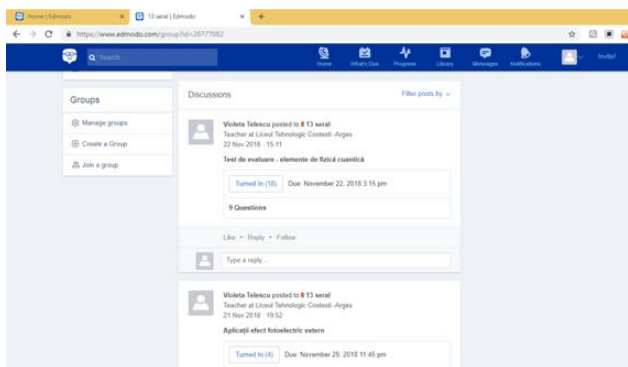 Home | Edmodo
13 seral | Edmodo
https://www.edmodo.com/group?id=28777082
Search
Home
What's Due
Progress
Library
Messages
Notifications
Invite!
Groups
Manage groups
Create a Group
Join a group
Discussions
Filter posts by
Violeta Telescu posted to 13 seral
Teacher at Liceul Tehnologic Costesti -Arges
22 Nov 2018 · 15:11
Test de evaluare - elemente de fizică cuantică
Turned In (18) Due: November 22, 2018 3:15 pm
9 Questions
Like • Reply • Follow
Type a reply...
Violeta Telescu posted to 13 seral
Teacher at Liceul Tehnologic Costesti -Arges
21 Nov 2018 · 19:52
Aplicații efect fotoelectric extern
Turned In (4) Due: November 29, 2018 11:45 pm